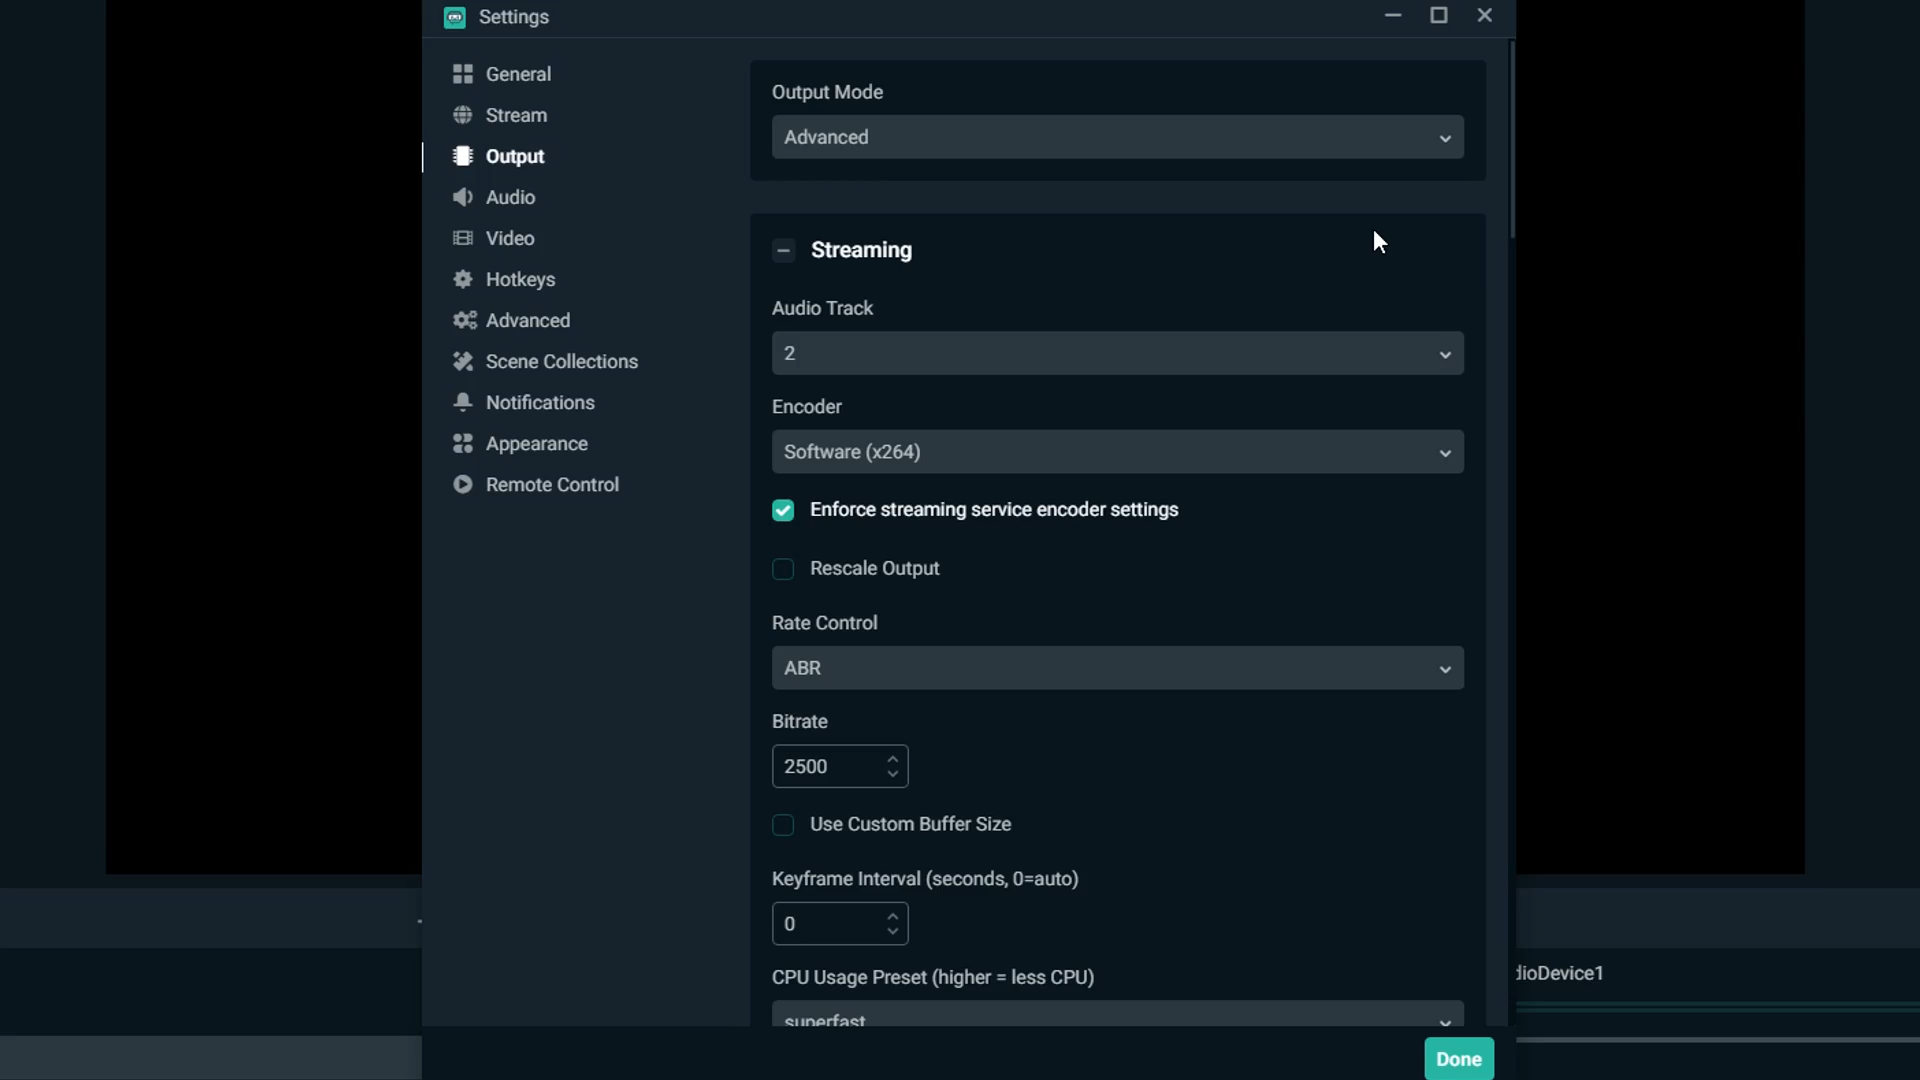 Settings
General
Stream
Output
Audio
Video
Hotkeys
Advanced
Scene Collections
Notifications
Appearance
Remote Control
Output Mode
Advanced
Streaming
Audio Track
2
Encoder
Software (x264)
Enforce streaming service encoder settings
Rescale Output
Rate Control
ABR
Bitrate
2500
Use Custom Buffer Size
Keyframe Interval (seconds, 0=auto)
0
CPU Usage Preset (higher = less CPU)
superfast
Done
dioDevice1